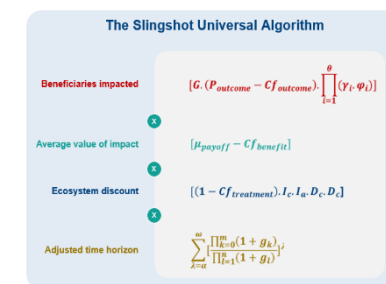 The Slingshot Universal Algorithm
Beneficiaries impacted [G.(P_outcome − Cf_outcome).∏_{i=1}^{θ}(γ_i.φ_i)]
x
Average value of impact [μ_payoff − Cf_benefit]
x
Ecosystem discount [(1 − Cf_treatment).I_c.I_a.D_c.D_c]
x
Adjusted time horizon ∑_{λ=α}^{ω}[∏_{k=0}^{m}(1 + g_k) / ∏_{l=1}^{n}(1 + g_l)]^j